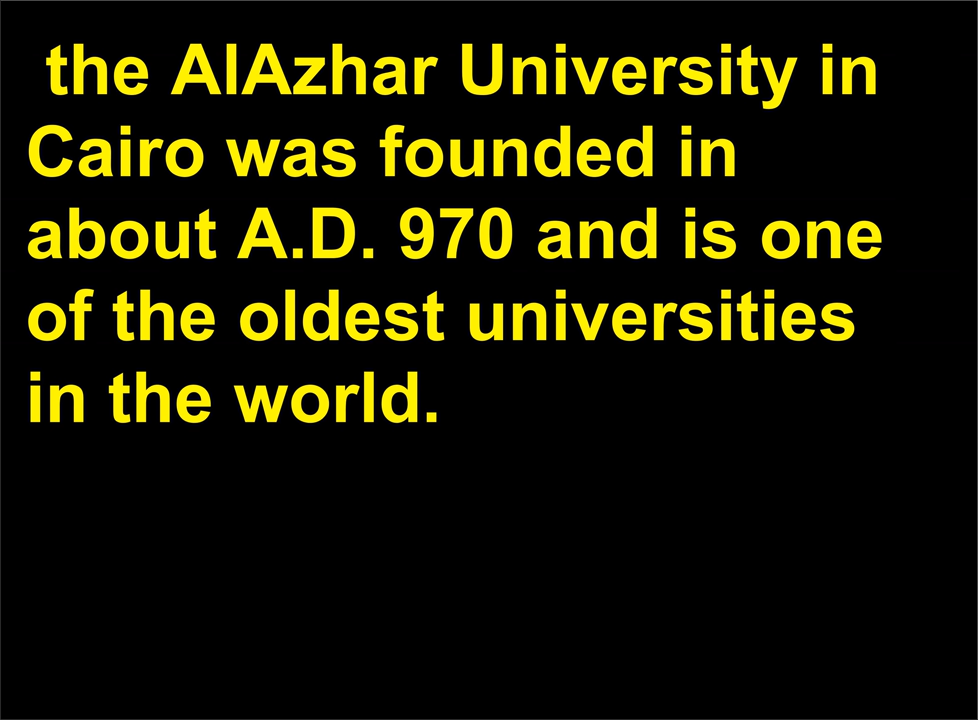 the AlAzhar University in
Cairo was founded in
about A.D. 970 and is one
of the oldest universities
in the world.